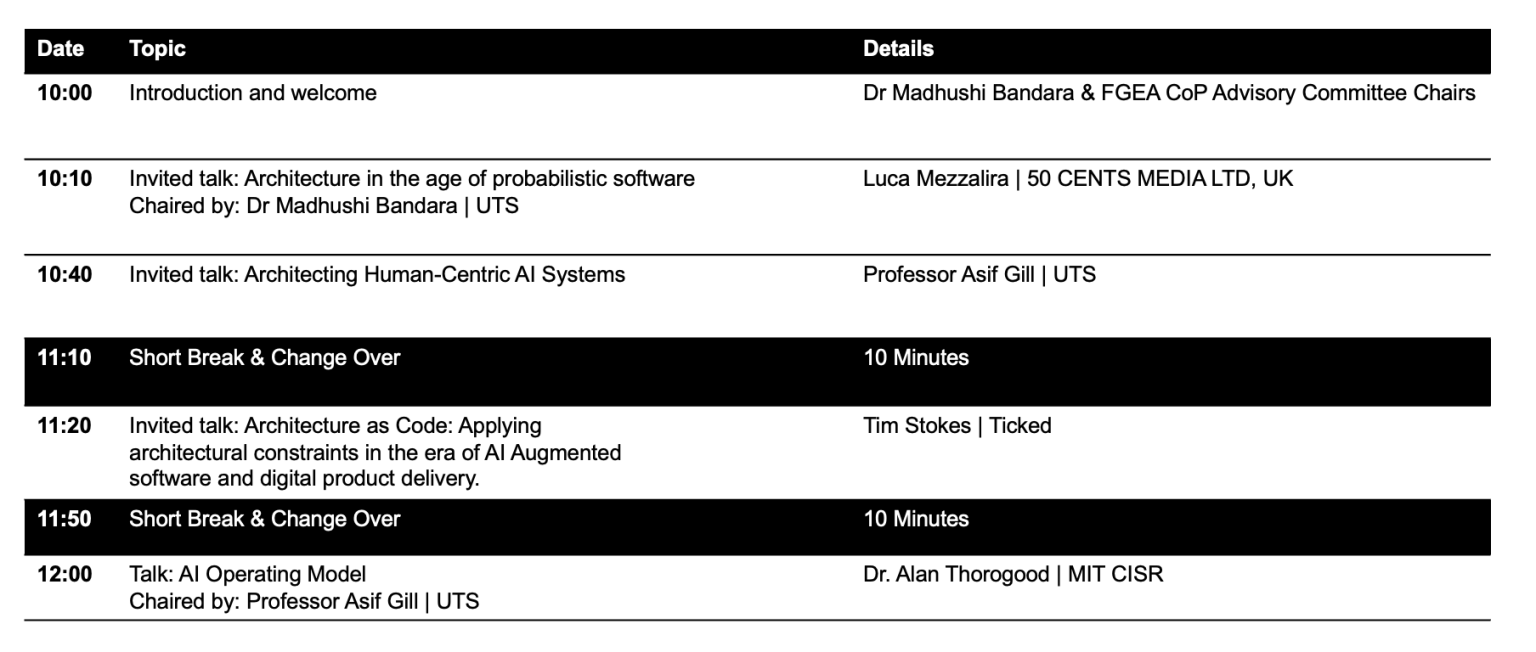 Date Topic Details
10:00 Introduction and welcome Dr Madhushi Bandara & FGEA CoP Advisory Committee Chairs
10:10 Invited talk: Architecture in the age of probabilistic software Luca Mezzalira | 50 CENTS MEDIA LTD, UK
Chaired by: Dr Madhushi Bandara | UTS
10:40 Invited talk: Architecting Human-Centric AI Systems Professor Asif Gill | UTS
11:10 Short Break & Change Over 10 Minutes
11:20 Invited talk: Architecture as Code: Applying Tim Stokes | Ticked
architectural constraints in the era of AI Augmented
software and digital product delivery.
11:50 Short Break & Change Over 10 Minutes
12:00 Talk: AI Operating Model Dr. Alan Thorogood | MIT CISR
Chaired by: Professor Asif Gill | UTS